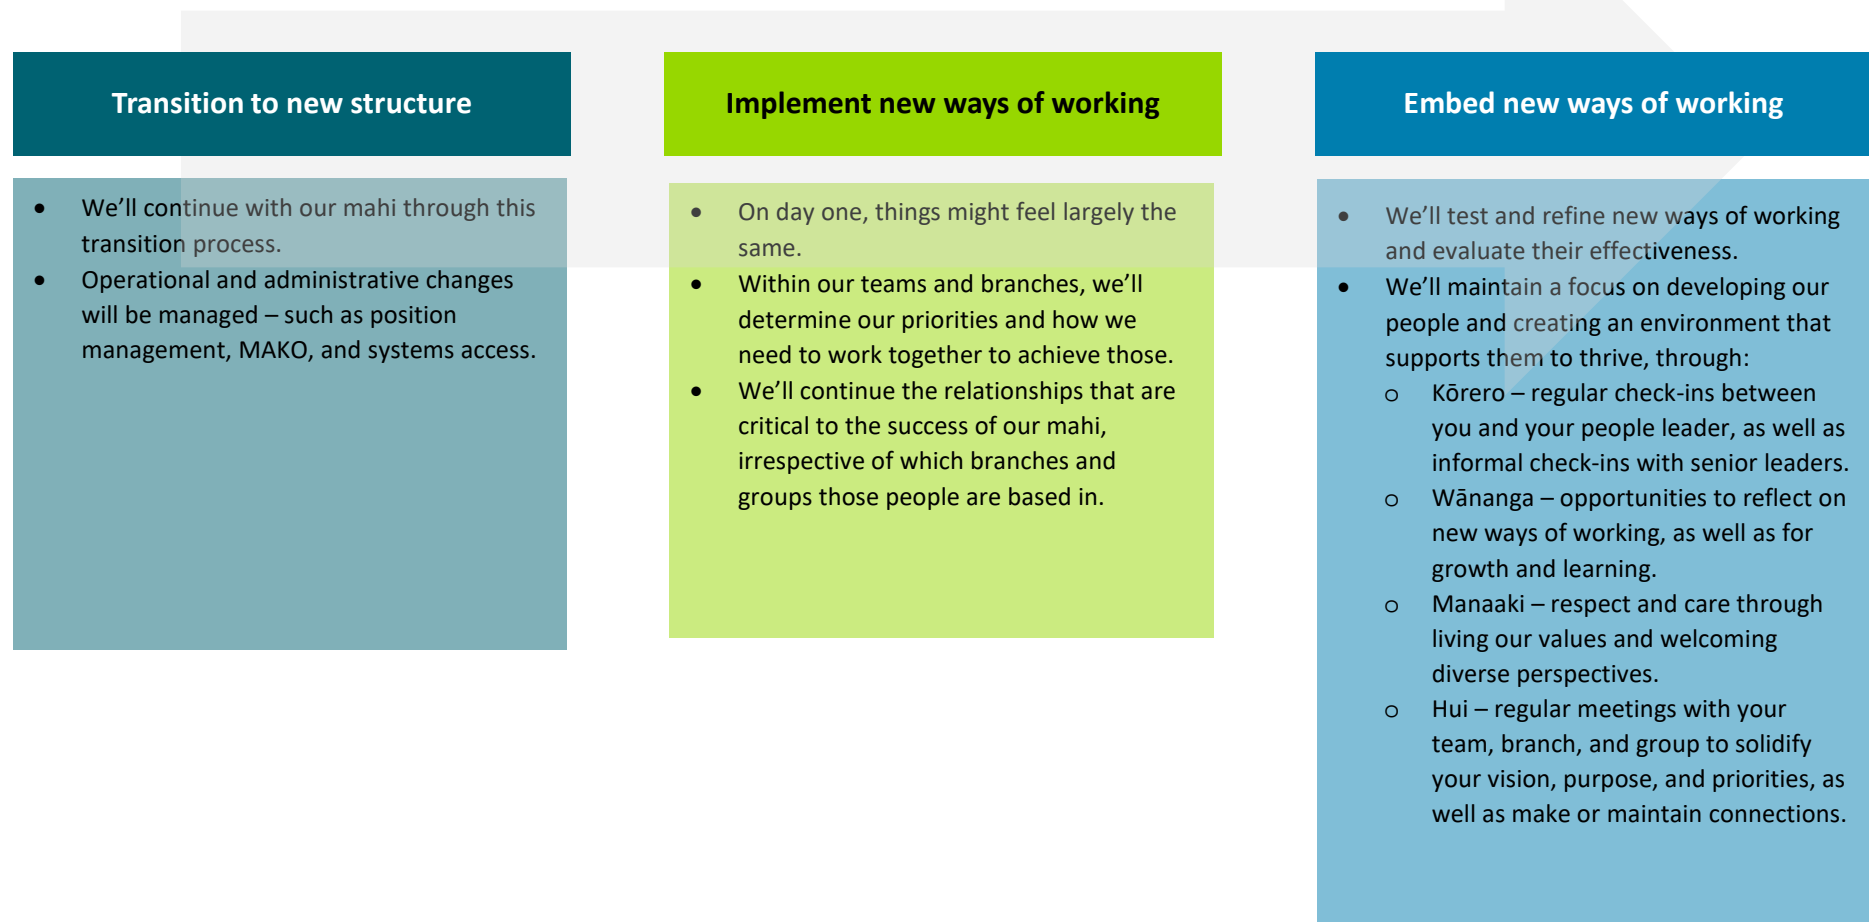 Transition to new structure
• We’ll continue with our mahi through this
transition process.
• Operational and administrative changes
will be managed – such as position
management, MAKO, and systems access.
Implement new ways of working
• On day one, things might feel largely the
same.
• Within our teams and branches, we’ll
determine our priorities and how we
need to work together to achieve those.
• We’ll continue the relationships that are
critical to the success of our mahi,
irrespective of which branches and
groups those people are based in.
Embed new ways of working
• We’ll test and refine new ways of working
and evaluate their effectiveness.
• We’ll maintain a focus on developing our
people and creating an environment that
supports them to thrive, through:
o Kōrero – regular check-ins between
you and your people leader, as well as
informal check-ins with senior leaders.
o Wānanga – opportunities to reflect on
new ways of working, as well as for
growth and learning.
o Manaaki – respect and care through
living our values and welcoming
diverse perspectives.
o Hui – regular meetings with your
team, branch, and group to solidify
your vision, purpose, and priorities, as
well as make or maintain connections.